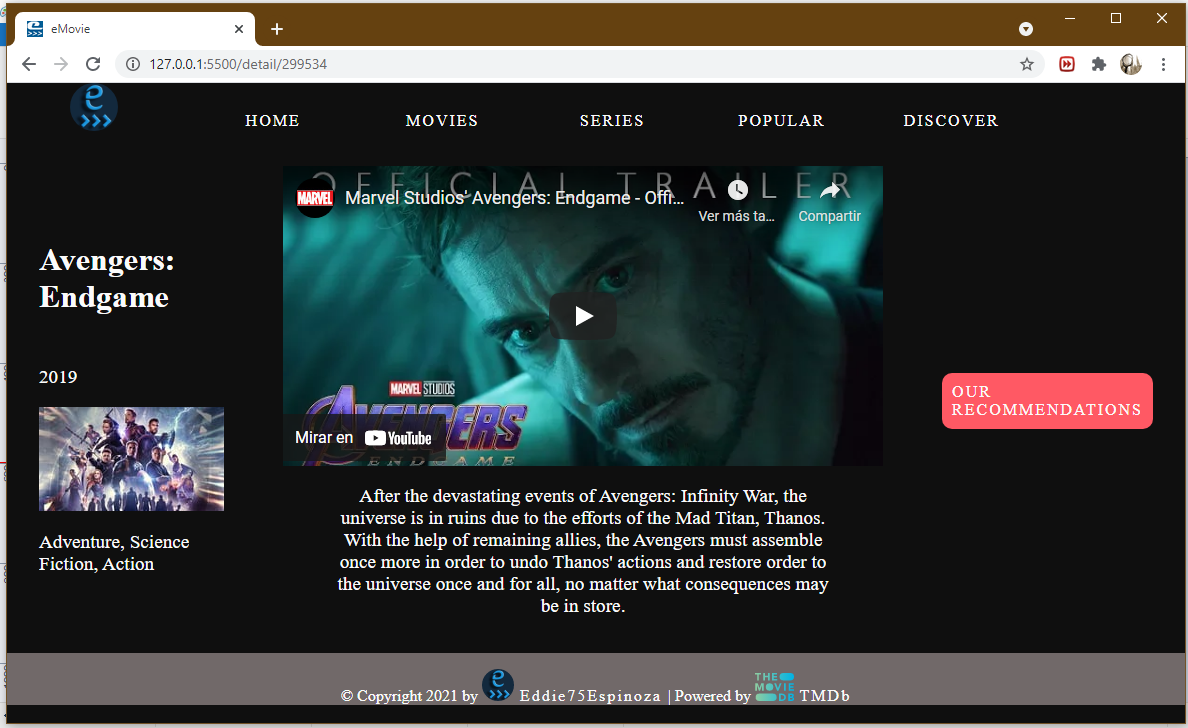 eMovie
127.0.0.1:5500/detail/299534
HOME MOVIES SERIES POPULAR DISCOVER
OFFICIAL TRAILER
MARVEL Marvel Studios' Avengers: Endgame - Offi...
Ver más ta... Compartir
Avengers:
Endgame
2019
MARVEL STUDIOS
AVENGERS
ENDGAME
Mirar en YouTube
OUR
RECOMMENDATIONS
Adventure, Science
Fiction, Action
After the devastating events of Avengers: Infinity War, the
universe is in ruins due to the efforts of the Mad Titan, Thanos.
With the help of remaining allies, the Avengers must assemble
once more in order to undo Thanos' actions and restore order to
the universe once and for all, no matter what consequences may
be in store.
© Copyright 2021 by e Eddie75Espinoza | Powered by THE MOVIE DB TMDb